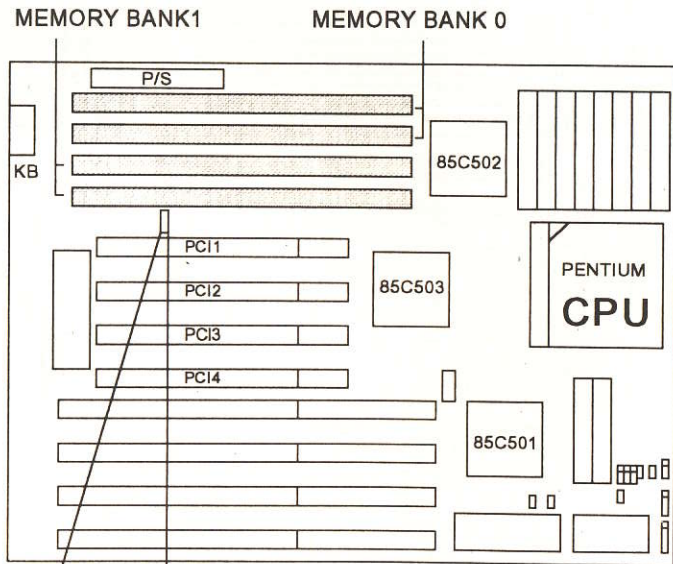 MEMORY BANK1
MEMORY BANK 0
P/S
KB
85C502
PCI1
85C503
PENTIUM
CPU
PCI2
PCI3
PCI4
85C501